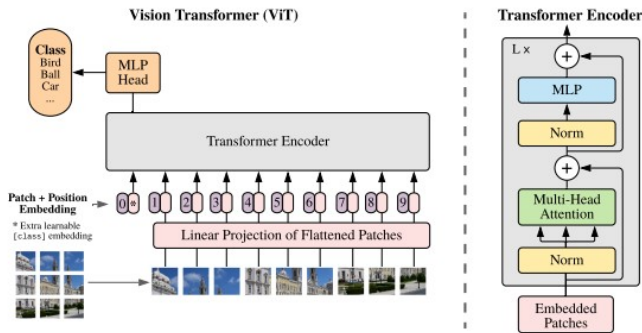 Vision Transformer (ViT)
Class
Bird
Ball
Car
...
MLP
Head
Transformer Encoder
Patch + Position
Embedding
0 * 1 2 3 4 5 6 7 8 9
* Extra learnable
[class] embedding
Linear Projection of Flattened Patches
Transformer Encoder
L x
+
MLP
Norm
+
Multi-Head
Attention
Norm
Embedded
Patches